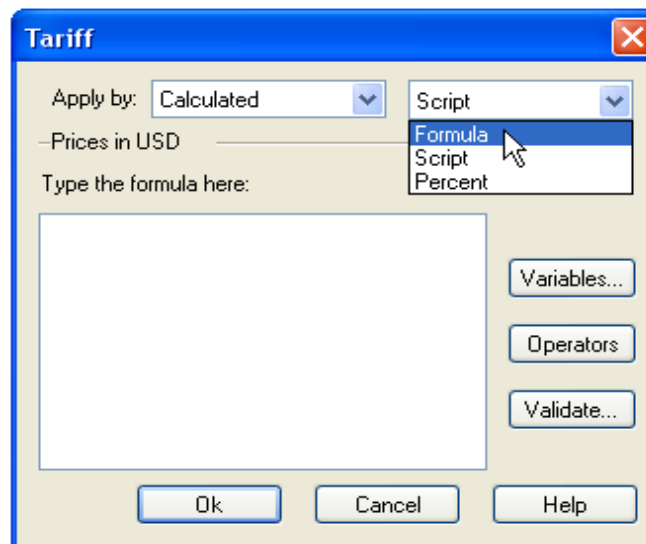 Tariff
Apply by: Calculated Script
Prices in USD Formula
Script
Type the formula here: Percent
Variables...
Operators
Validate...
Ok Cancel Help